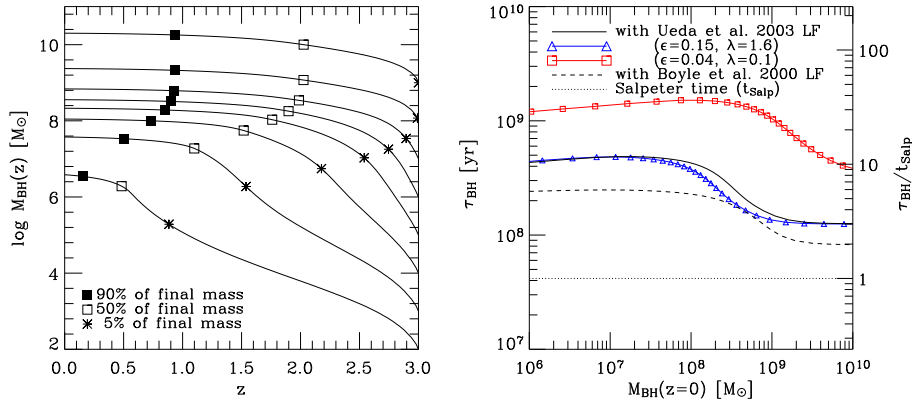 log M_BH(z) [M_⊙]
10
8
6
4
2
■90% of final mass
□50% of final mass
✳ 5% of final mass
0.0 0.5 1.0 1.5 2.0 2.5 3.0
z
τ_BH [yr]
10^10
10^9
10^8
10^7
with Ueda et al. 2003 LF
(ϵ=0.15, λ=1.6)
(ϵ=0.04, λ=0.1)
with Boyle et al. 2000 LF
Salpeter time (t_Salp)
10^6 10^7 10^8 10^9 10^10
M_BH(z=0) [M_⊙]
100
10
1
τ_BH/t_Salp